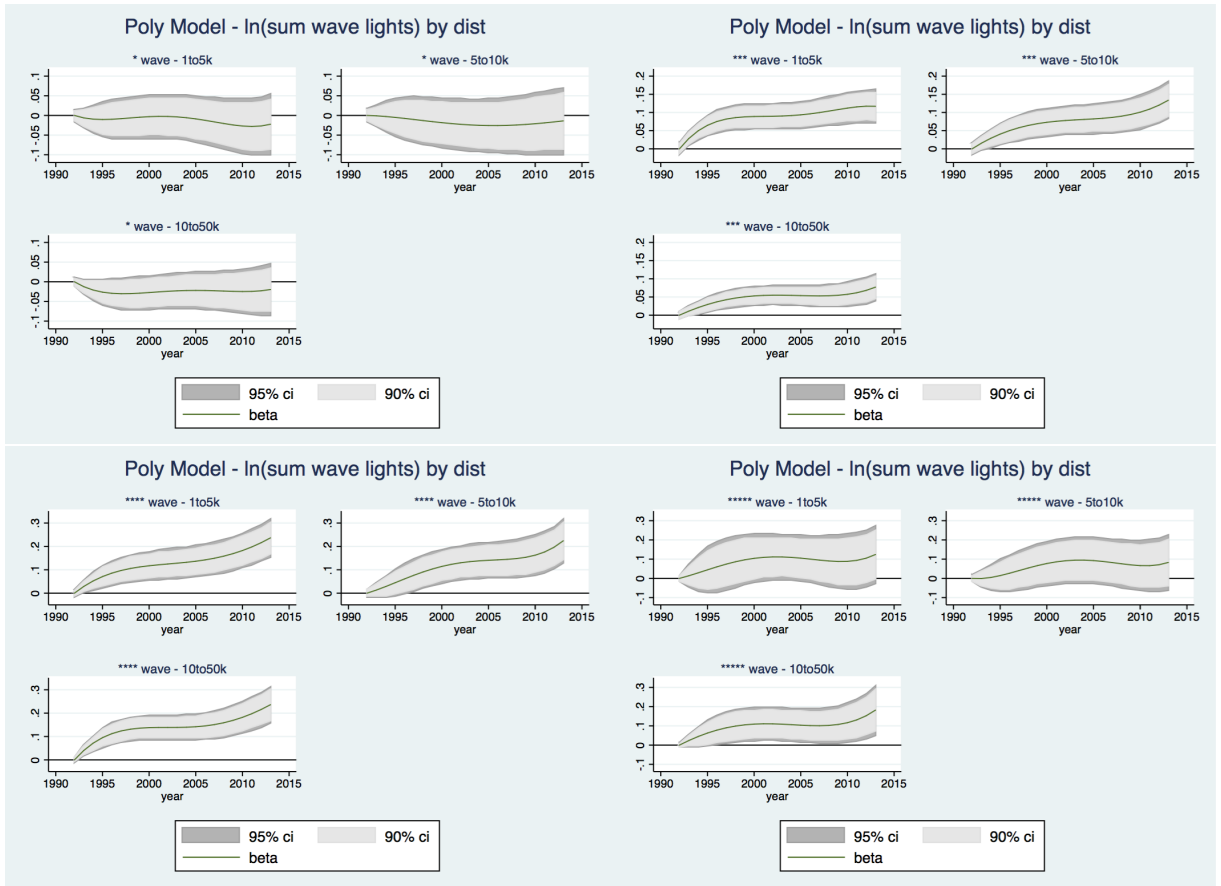 Poly Model - ln(sum wave lights) by dist
* wave - 1to5k
.1
.05
0
-.05
-.1
1990 1995 2000 2005 2010 2015
year
* wave - 5to10k
.1
.05
0
-.05
-.1
1990 1995 2000 2005 2010 2015
year
* wave - 10to50k
.1
.05
0
-.05
-.1
1990 1995 2000 2005 2010 2015
year
95% ci 90% ci
beta
Poly Model - ln(sum wave lights) by dist
*** wave - 1to5k
.2
.15
.1
.05
0
1990 1995 2000 2005 2010 2015
year
*** wave - 5to10k
.2
.15
.1
.05
0
1990 1995 2000 2005 2010 2015
year
*** wave - 10to50k
.2
.15
.1
.05
0
1990 1995 2000 2005 2010 2015
year
95% ci 90% ci
beta
Poly Model - ln(sum wave lights) by dist
**** wave - 1to5k
.3
.2
.1
0
1990 1995 2000 2005 2010 2015
year
**** wave - 5to10k
.3
.2
.1
0
1990 1995 2000 2005 2010 2015
year
**** wave - 10to50k
.3
.2
.1
0
1990 1995 2000 2005 2010 2015
year
95% ci 90% ci
beta
Poly Model - ln(sum wave lights) by dist
***** wave - 1to5k
.3
.2
.1
0
-.1
1990 1995 2000 2005 2010 2015
year
***** wave - 5to10k
.3
.2
.1
0
-.1
1990 1995 2000 2005 2010 2015
year
***** wave - 10to50k
.3
.2
.1
0
-.1
1990 1995 2000 2005 2010 2015
year
95% ci 90% ci
beta